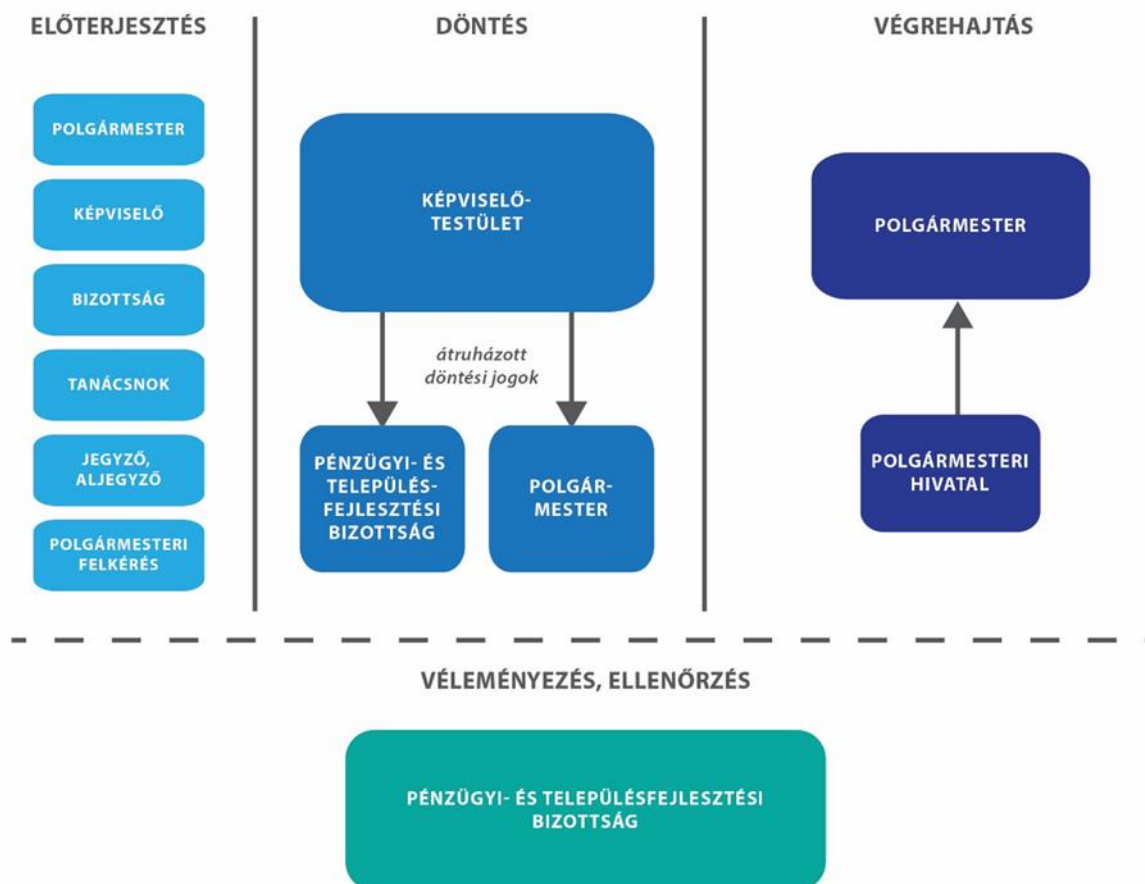 ELŐTERJESZTÉS
POLGÁRMESTER
KÉPVISELŐ
BIZOTTSÁG
TANÁCSNOK
JEGYZŐ,
ALJEGYZŐ
POLGÁRMESTERI
FELKÉRÉS
DÖNTÉS
KÉPVISELŐ-
TESTÜLET
átruházott
döntési jogok
PÉNZÜGYI- ÉS
TELEPÜLÉS-
FEJLESZTÉSI
BIZOTTSÁG
POLGÁR-
MESTER
VÉGREHAJTÁS
POLGÁRMESTER
POLGÁRMESTERI
HIVATAL
VÉLEMÉNYEZÉS, ELLENŐRZÉS
PÉNZÜGYI- ÉS TELEPÜLÉSFEJLESZTÉSI
BIZOTTSÁG